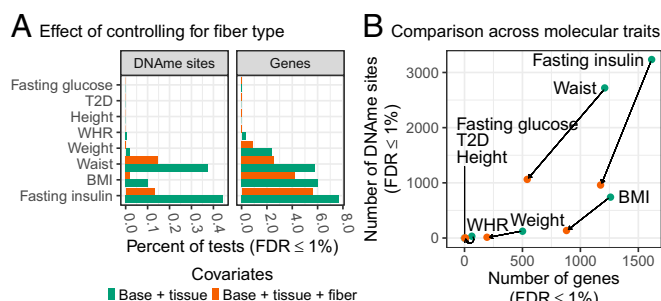 A Effect of controlling for fiber type
DNAme sites
Genes
Fasting glucose
T2D
Height
WHR
Weight
Waist
BMI
Fasting insulin
0.0
0.1
0.2
0.3
0.4
0.0
2.0
4.0
6.0
8.0
Percent of tests (FDR ≤ 1%)
Covariates
Base + tissue
Base + tissue + fiber
B Comparison across molecular traits
Number of DNAme sites
(FDR ≤ 1%)
3000
2000
1000
0
Fasting insulin
Waist
Fasting glucose
T2D
Height
BMI
WHR
Weight
0
500
1000
1500
Number of genes
(FDR ≤ 1%)